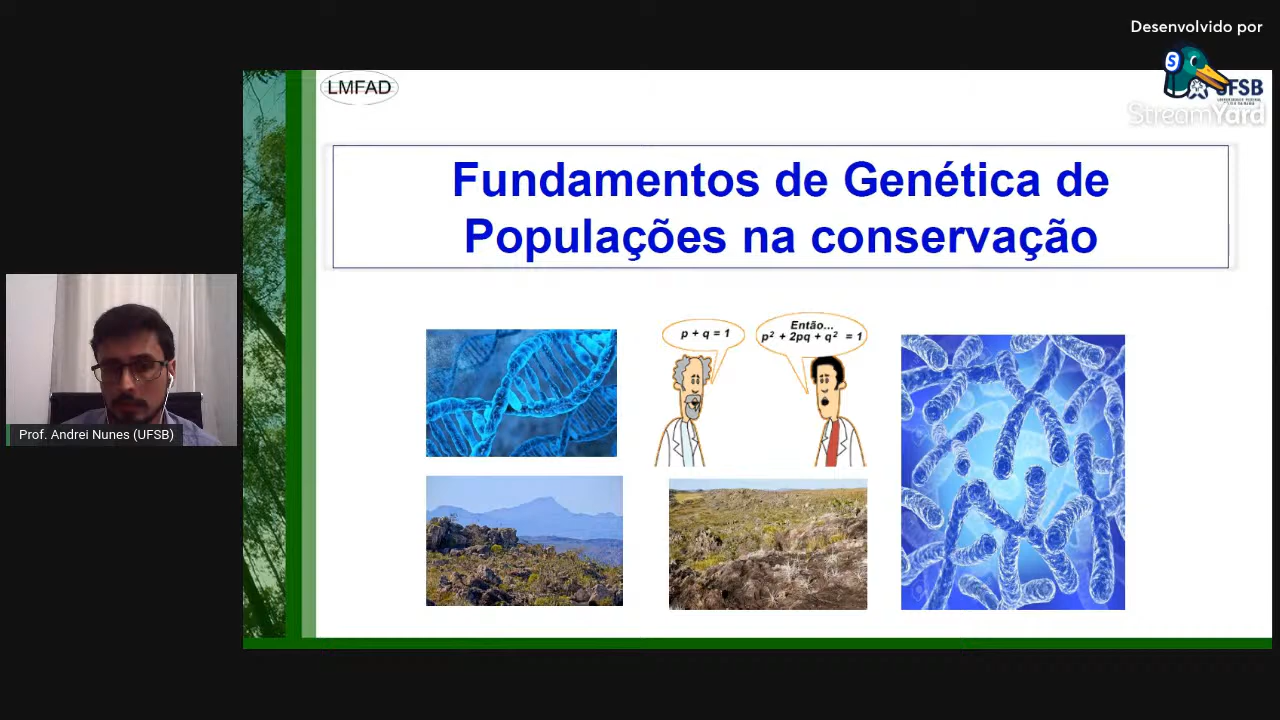 Desenvolvido por
StreamYard
LMFAD
UFSB
Fundamentos de Genética de
Populações na conservação
p + q = 1
Então...
p² + 2pq + q² = 1
Prof. Andrei Nunes (UFSB)